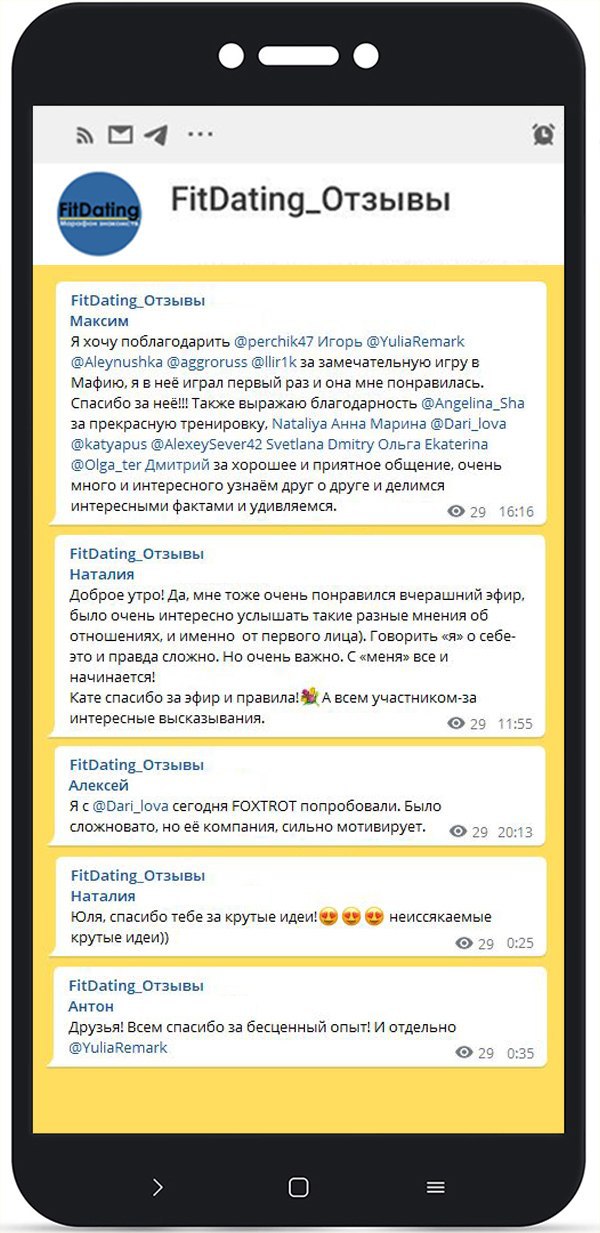 FitDating
Марафон знакомств
FitDating_Отзывы
FitDating_Отзывы
Максим
Я хочу поблагодарить @perchik47 Игорь @YuliaRemark
@Aleynushka @aggroruss @llir1k за замечательную игру в
Мафию, я в неё играл первый раз и она мне понравилась.
Спасибо за неё!!! Также выражаю благодарность @Angelina_Sha
за прекрасную тренировку, Nataliya Анна Марина @Dari_lova
@katyapus @AlexeySever42 Svetlana Dmitry Ольга Ekaterina
@Olga_ter Дмитрий за хорошее и приятное общение, очень
много и интересного узнаём друг о друге и делимся
интересными фактами и удивляемся.
29 16:16
FitDating_Отзывы
Наталия
Доброе утро! Да, мне тоже очень понравился вчерашний эфир,
было очень интересно услышать такие разные мнения об
отношениях, и именно от первого лица). Говорить «я» о себе-
это и правда сложно. Но очень важно. С «меня» все и
начинается!
Кате спасибо за эфир и правила!💐А всем участником-за
интересные высказывания.
29 11:55
FitDating_Отзывы
Алексей
Я с @Dari_lova сегодня FOXTROT попробовали. Было
сложновато, но её компания, сильно мотивирует.
29 20:13
FitDating_Отзывы
Наталия
Юля, спасибо тебе за крутые идеи!😍😍😍 неиссякаемые
крутые идеи))
29 0:25
FitDating_Отзывы
Антон
Друзья! Всем спасибо за бесценный опыт! И отдельно
@YuliaRemark
29 0:35